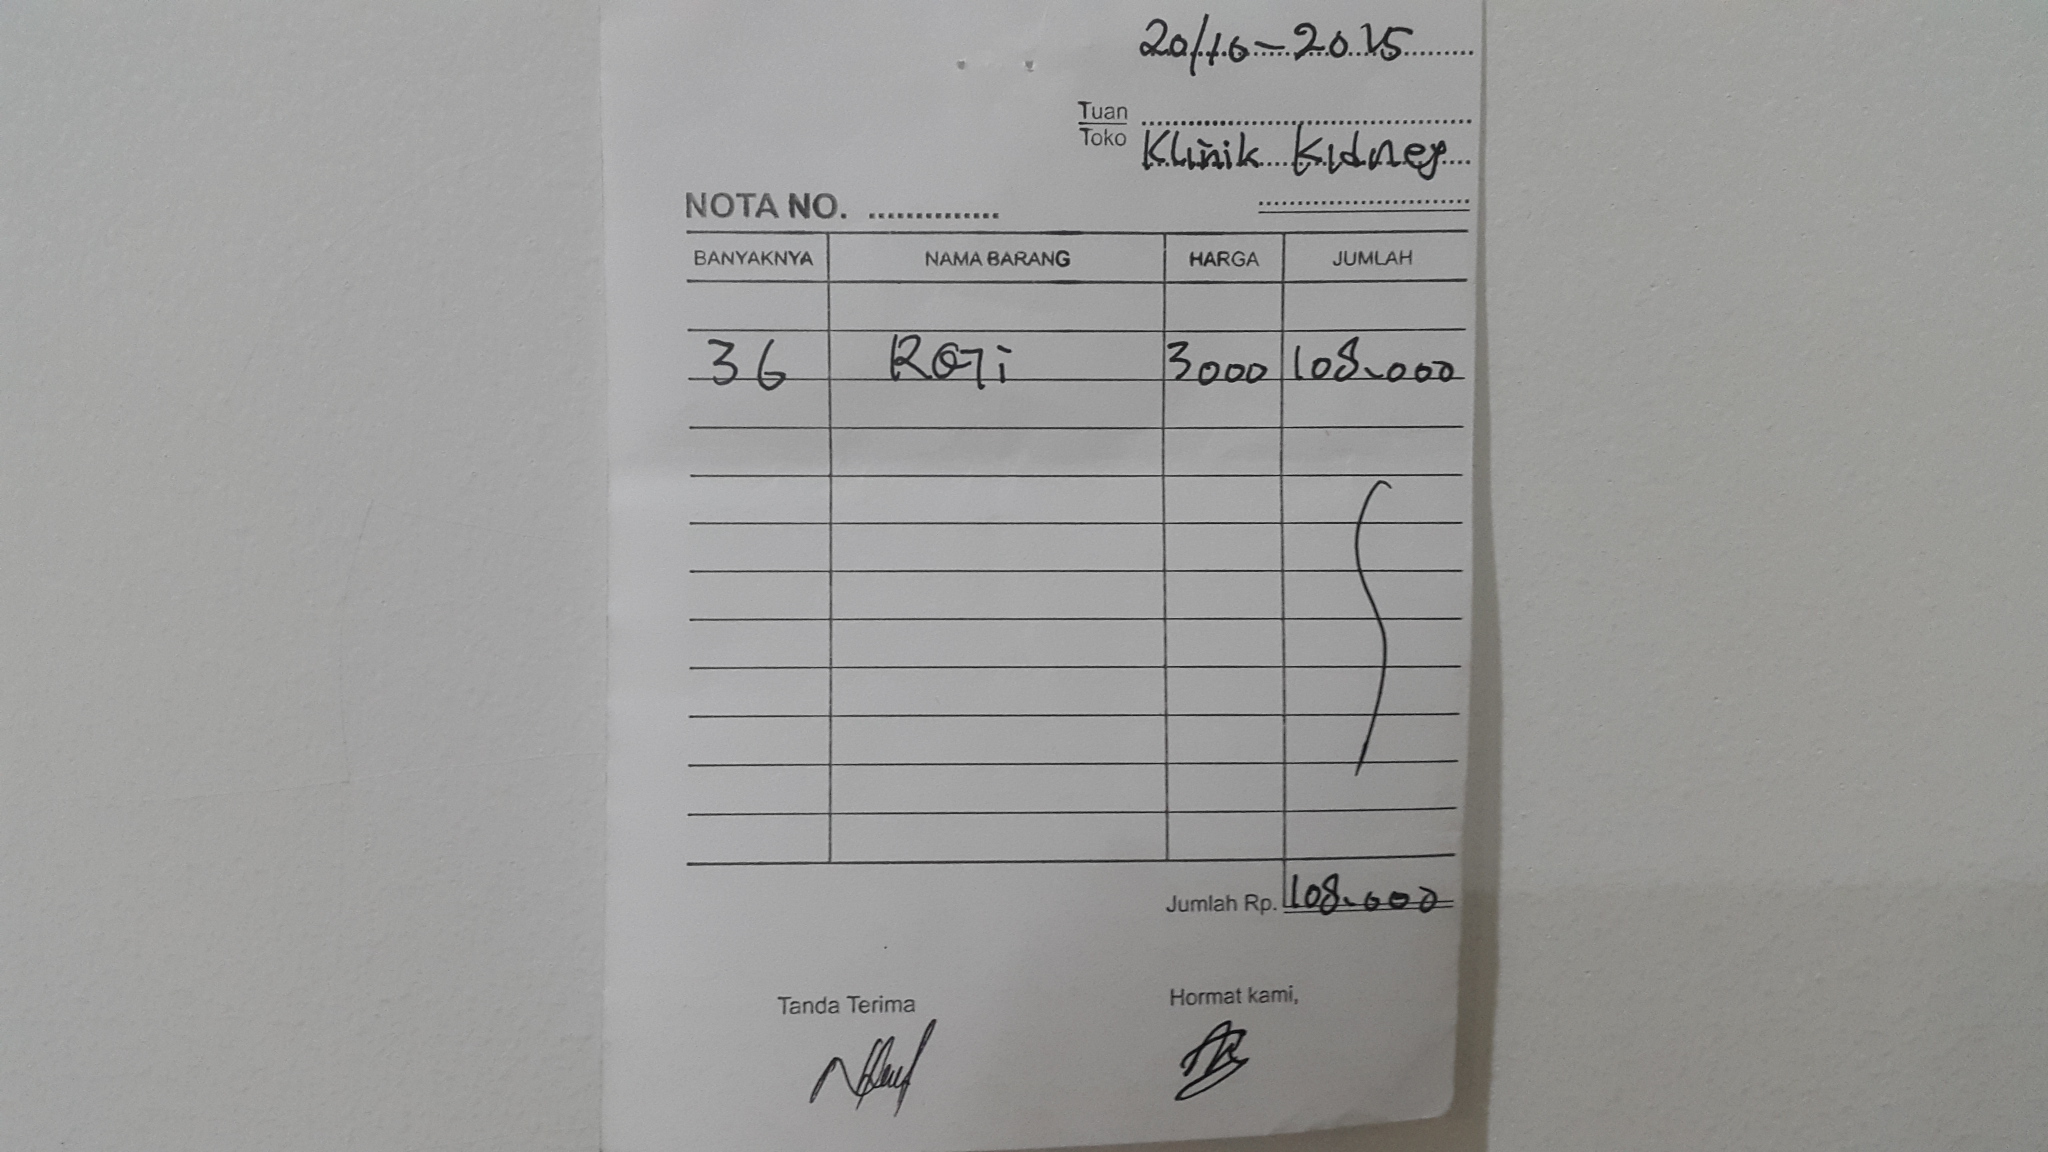 20/10-2015
Tuan
Toko Klinik Kidney
NOTA NO. ...............
BANYAKNYA NAMA BARANG HARGA JUMLAH
36 ROTi 3000 108.000
Jumlah Rp. 108.000
Tanda Terima Hormat kami,